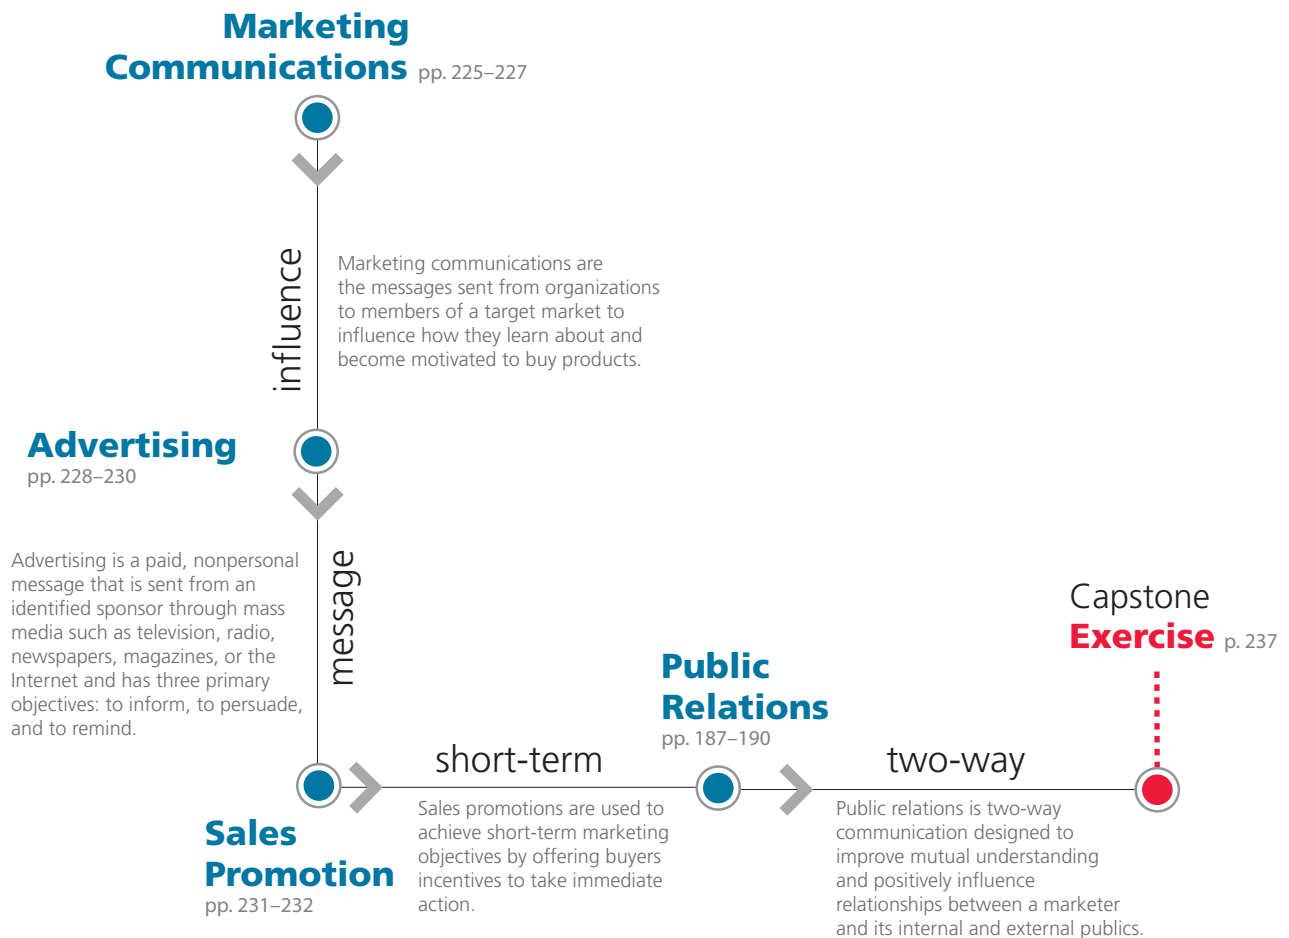 Marketing
Communications pp. 225–227
influence
Marketing communications are
the messages sent from organizations
to members of a target market to
influence how they learn about and
become motivated to buy products.
Advertising
pp. 228–230
message
Advertising is a paid, nonpersonal
message that is sent from an
identified sponsor through mass
media such as television, radio,
newspapers, magazines, or the
Internet and has three primary
objectives: to inform, to persuade,
and to remind.
Sales
Promotion
pp. 231–232
short-term
Sales promotions are used to
achieve short-term marketing
objectives by offering buyers
incentives to take immediate
action.
Public
Relations
pp. 187–190
two-way
Public relations is two-way
communication designed to
improve mutual understanding
and positively influence
relationships between a marketer
and its internal and external publics.
Capstone
Exercise p. 237